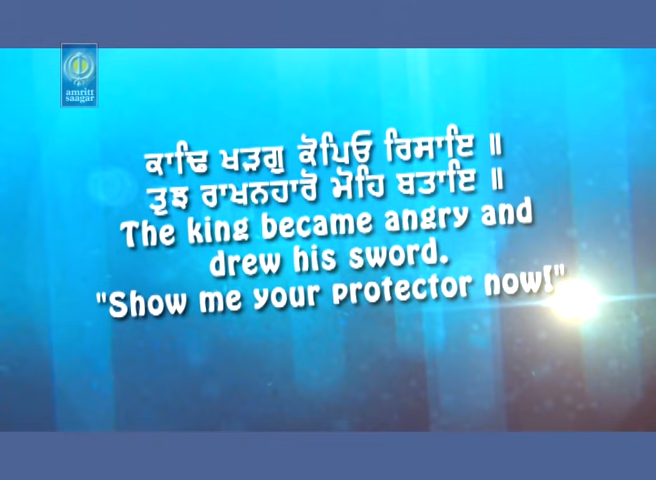 amritt
saagar
ਕਾਢਿ ਖੜਗੁ ਕੋਪਿਓ ਰਿਸਾਇ ॥
ਤੁਝ ਰਾਖਨਹਾਰੋ ਮੋਹਿ ਬਤਾਇ ॥
The king became angry and
drew his sword.
"Show me your protector now!"